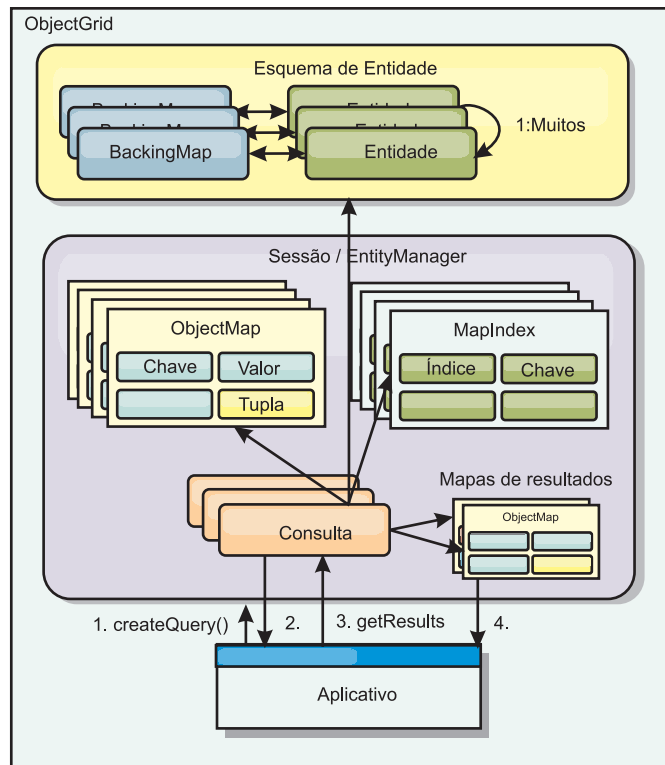 ObjectGrid
Esquema de Entidade
BackingMap
Entidade
1:Muitos
Sessão / EntityManager
ObjectMap
Chave
Valor
Tupla
MapIndex
Índice
Chave
Mapas de resultados
ObjectMap
Consulta
1. createQuery()
2.
3. getResults
4.
Aplicativo